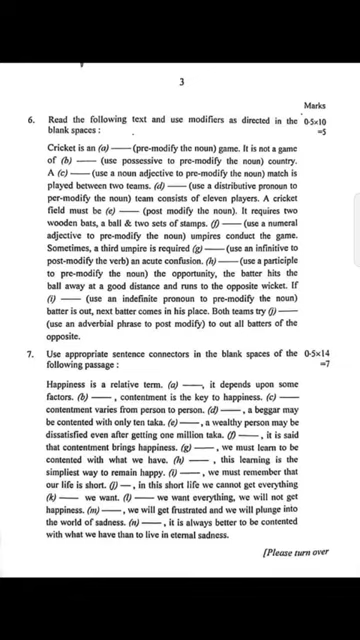 3
Marks
6. Read the following text and use modifiers as directed in the 0·5×10
blank spaces : =5
Cricket is an (a) —— (pre-modify the noun) game. It is not a game
of (b) —— (use possessive to pre-modify the noun) country.
A (c) —— (use a noun adjective to pre-modify the noun) match is
played between two teams. (d) —— (use a distributive pronoun to
per-modify the noun) team consists of eleven players. A cricket
field must be (e) —— (post modify the noun). It requires two
wooden bats, a ball & two sets of stamps. (f) —— (use a numeral
adjective to pre-modify the noun) umpires conduct the game.
Sometimes, a third umpire is required (g) —— (use an infinitive to
post-modify the verb) an acute confusion. (h) —— (use a participle
to pre-modify the noun) the opportunity, the batter hits the
ball away at a good distance and runs to the opposite wicket. If
(i) —— (use an indefinite pronoun to pre-modify the noun)
batter is out, next batter comes in his place. Both teams try (j) ——
(use an adverbial phrase to post modify) to out all batters of the
opposite.
7. Use appropriate sentence connectors in the blank spaces of the 0·5×14
following passage : =7
Happiness is a relative term. (a) ——, it depends upon some
factors. (b) ——, contentment is the key to happiness. (c) ——
contentment varies from person to person. (d) ——, a beggar may
be contented with only ten taka. (e) ——, a wealthy person may be
dissatisfied even after getting one million taka. (f) ——, it is said
that contentment brings happiness. (g) ——, we must learn to be
contented with what we have. (h) ——, this learning is the
simpliest way to remain happy. (i) ——, we must remember that
our life is short. (j) —, in this short life we cannot get everything
(k) —— we want. (l) —— we want everything, we will not get
happiness. (m) ——, we will get frustrated and we will plunge into
the world of sadness. (n) ——, it is always better to be contented
with what we have than to live in eternal sadness.
[Please turn over